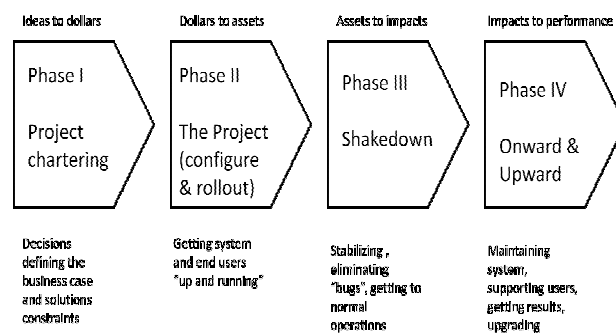 Ideas to dollars
Dollars to assets
Assets to impacts
Impacts to performance
Phase I
Project
chartering
Phase II
The Project
(configure
& rollout)
Phase III
Shakedown
Phase IV
Onward &
Upward
Decisions
defining the
business case
and solutions
constraints
Getting system
and end users
"up and running"
Stabilizing ,
eliminating
"bugs", getting to
normal
operations
Maintaining
system,
supporting users,
getting results,
upgrading